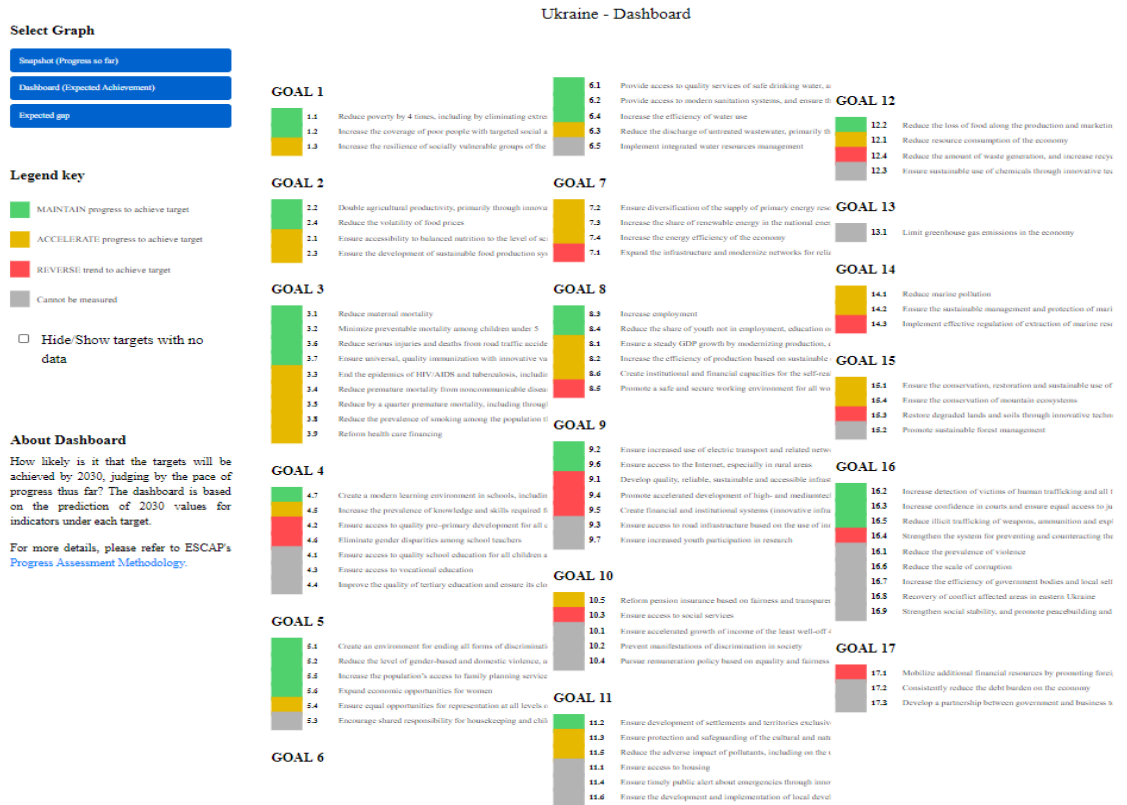 Ukraine - Dashboard
Select Graph
Snapshot (Progress so far)
Dashboard (Expected Achievement)
Expected gap
Legend key
MAINTAIN progress to achieve target
ACCELERATE progress to achieve target
REVERSE trend to achieve target
Cannot be measured
Hide/Show targets with no
data
About Dashboard
How likely is it that the targets will be
achieved by 2030, judging by the pace of
progress thus far? The dashboard is based
on the prediction of 2030 values for
indicators under each target.
For more details, please refer to ESCAP's
Progress Assessment Methodology.
GOAL 1
1.1 Reduce poverty by 4 times, including by eliminating extre
1.2 Increase the coverage of poor people with targeted social a
1.3 Increase the resilience of socially vulnerable groups of the
GOAL 2
2.2 Double agricultural productivity, primarily through innova
2.4 Reduce the volatility of food prices
2.1 Ensure accessibility to balanced nutrition to the level of sc
2.3 Ensure the development of sustainable food production sy
GOAL 3
3.1 Reduce maternal mortality
3.2 Minimize preventable mortality among children under 5
3.6 Reduce serious injuries and deaths from road traffic accide
3.7 Ensure universal, quality immunization with innovative va
3.3 End the epidemics of HIV/AIDS and tuberculosis, includin
3.4 Reduce premature mortality from noncommunicable diseas
3.5 Reduce by a quarter premature mortality, including throug
3.8 Reduce the prevalence of smoking among the population t
3.9 Reform health care financing
GOAL 4
4.7 Create a modern learning environment in schools, includin
4.5 Increase the prevalence of knowledge and skills required f
4.2 Ensure access to quality pre-primary development for all c
4.6 Eliminate gender disparities among school teachers
4.1 Ensure access to quality school education for all children a
4.3 Ensure access to vocational education
4.4 Improve the quality of tertiary education and ensure its clo
GOAL 5
5.1 Create an environment for ending all forms of discriminati
5.2 Reduce the level of gender-based and domestic violence, a
5.5 Increase the population's access to family planning service
5.6 Expand economic opportunities for women
5.4 Ensure equal opportunities for representation at all levels o
5.3 Encourage shared responsibility for housekeeping and chil
GOAL 6
6.1 Provide access to quality services of safe drinking water, a
6.2 Provide access to modern sanitation systems, and ensure th
6.4 Increase the efficiency of water use
6.3 Reduce the discharge of untreated wastewater, primarily th
6.5 Implement integrated water resources management
GOAL 7
7.2 Ensure diversification of the supply of primary energy reso
7.3 Increase the share of renewable energy in the national ener
7.4 Increase the energy efficiency of the economy
7.1 Expand the infrastructure and modernize networks for relia
GOAL 8
8.3 Increase employment
8.4 Reduce the share of youth not in employment, education o
8.1 Ensure a steady GDP growth by modernizing production, d
8.2 Increase the efficiency of production based on sustainable
8.6 Create institutional and financial capacities for the self-real
8.5 Promote a safe and secure working environment for all wo
GOAL 9
9.2 Ensure increased use of electric transport and related netw
9.6 Ensure access to the Internet, especially in rural areas
9.1 Develop quality, reliable, sustainable and accessible infras
9.4 Promote accelerated development of high- and mediumtec
9.5 Create financial and institutional systems (innovative infra
9.3 Ensure access to road infrastructure based on the use of inn
9.7 Ensure increased youth participation in research
GOAL 10
10.5 Reform pension insurance based on fairness and transparen
10.3 Ensure access to social services
10.1 Ensure accelerated growth of income of the least well-off 4
10.2 Prevent manifestations of discrimination in society
10.4 Pursue remuneration policy based on equality and fairness
GOAL 11
11.2 Ensure development of settlements and territories exclusiv
11.3 Ensure protection and safeguarding of the cultural and natu
11.5 Reduce the adverse impact of pollutants, including on the u
11.1 Ensure access to housing
11.4 Ensure timely public alert about emergencies through inno
11.6 Ensure the development and implementation of local devel
GOAL 12
12.2 Reduce the loss of food along the production and marketin
12.1 Reduce resource consumption of the economy
12.4 Reduce the amount of waste generation, and increase recyc
12.3 Ensure sustainable use of chemicals through innovative tec
GOAL 13
13.1 Limit greenhouse gas emissions in the economy
GOAL 14
14.1 Reduce marine pollution
14.2 Ensure the sustainable management and protection of mari
14.3 Implement effective regulation of extraction of marine reso
GOAL 15
15.1 Ensure the conservation, restoration and sustainable use of
15.4 Ensure the conservation of mountain ecosystems
15.3 Restore degraded lands and soils through innovative techn
15.2 Promote sustainable forest management
GOAL 16
16.2 Increase detection of victims of human trafficking and all f
16.3 Increase confidence in courts and ensure equal access to ju
16.5 Reduce illicit trafficking of weapons, ammunition and expl
16.4 Strengthen the system for preventing and counteracting the
16.1 Reduce the prevalence of violence
16.6 Reduce the scale of corruption
16.7 Increase the efficiency of government bodies and local self
16.8 Recovery of conflict affected areas in eastern Ukraine
16.9 Strengthen social stability, and promote peacebuilding and
GOAL 17
17.1 Mobilize additional financial resources by promoting forei
17.2 Consistently reduce the debt burden on the economy
17.3 Develop a partnership between government and business to